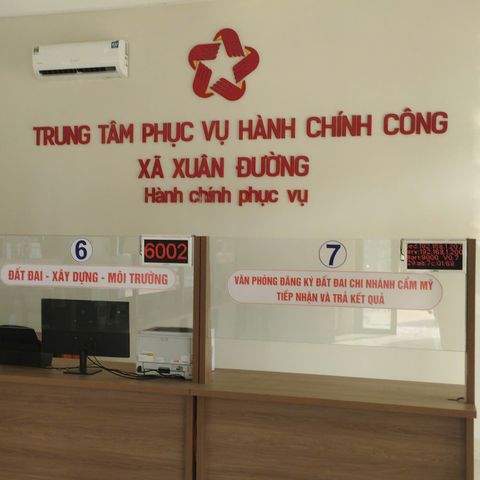 TRUNG TÂM PHỤC VỤ HÀNH CHÍNH CÔNG
XÃ XUÂN ĐƯỜNG
Hành chính phục vụ
6
6002
ĐẤT ĐAI - XÂY DỰNG - MÔI TRƯỜNG
7
VĂN PHÒNG ĐĂNG KÝ ĐẤT ĐAI CHI NHÁNH CẨM MỸ
TIẾP NHẬN VÀ TRẢ KẾT QUẢ